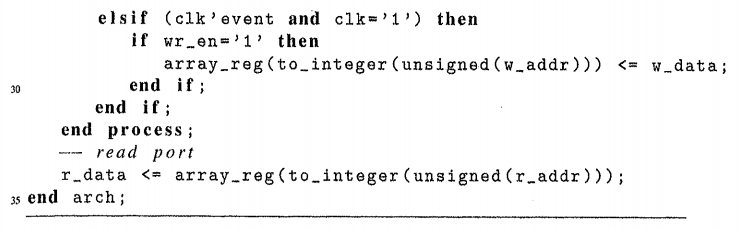 elsif (clk'event and clk='1') then
if wr_en='1' then
array_reg(to_integer(unsigned(w_addr))) <= w_data;
30 end if;
end if;
end process;
-- read port
r_data <= array_reg(to_integer(unsigned(r_addr)));
35 end arch;